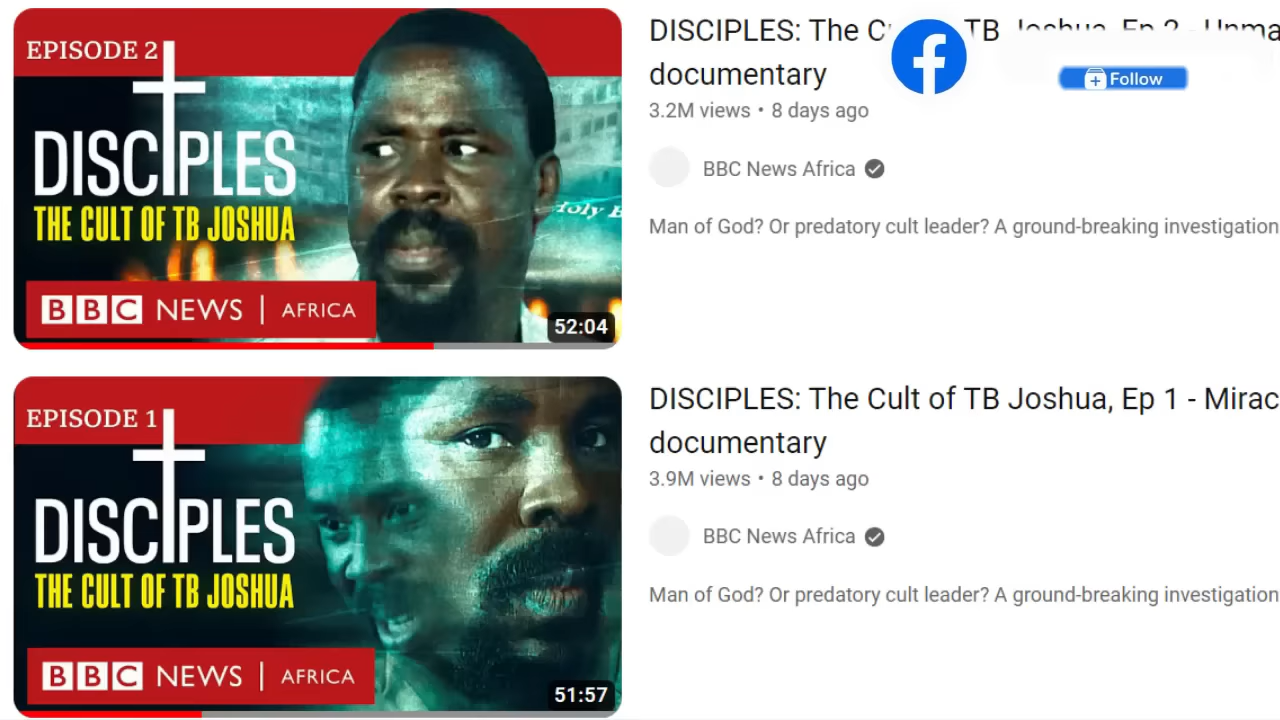 EPISODE 2
DISCIPLES
THE CULT OF TB JOSHUA
BBC NEWS | AFRICA
52:04
DISCIPLES: The TB
documentary
3.2M views • 8 days ago
Follow
BBC News Africa
Man of God? Or predatory cult leader? A ground-breaking investigation
EPISODE 1
DISCIPLES
THE CULT OF TB JOSHUA
BBC NEWS | AFRICA
51:57
DISCIPLES: The Cult of TB Joshua, Ep 1 - Mirac
documentary
3.9M views • 8 days ago
BBC News Africa
Man of God? Or predatory cult leader? A ground-breaking investigation